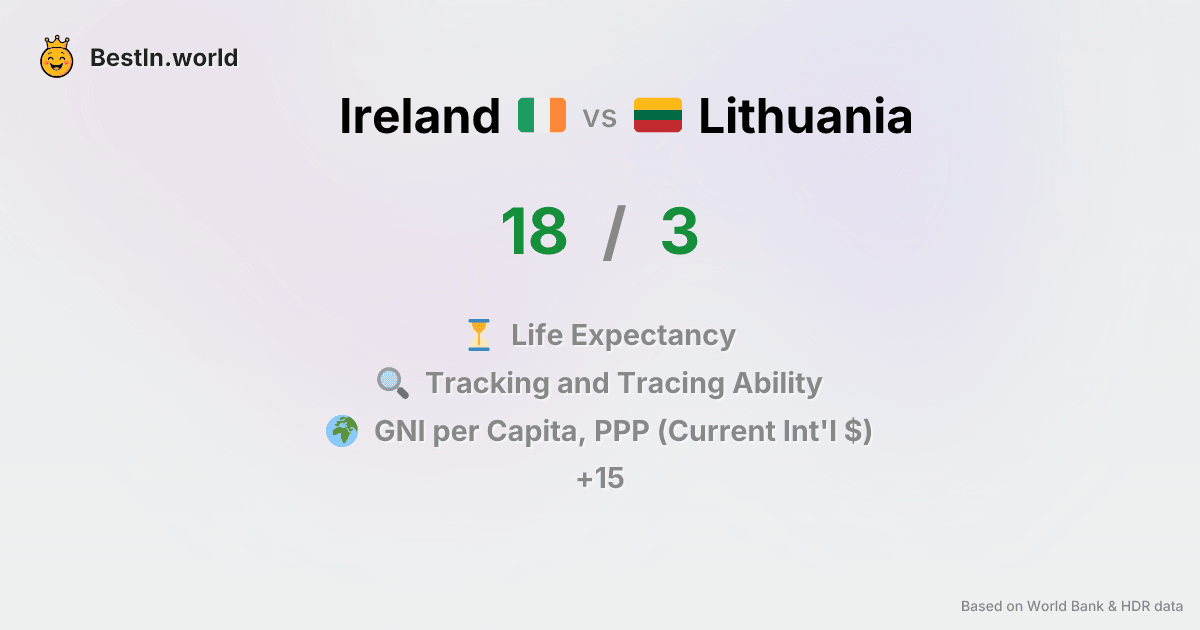 BestIn.world
Ireland vs Lithuania
18 / 3
Life Expectancy
Tracking and Tracing Ability
GNI per Capita, PPP (Current Int'l $)
+15
Based on World Bank & HDR data